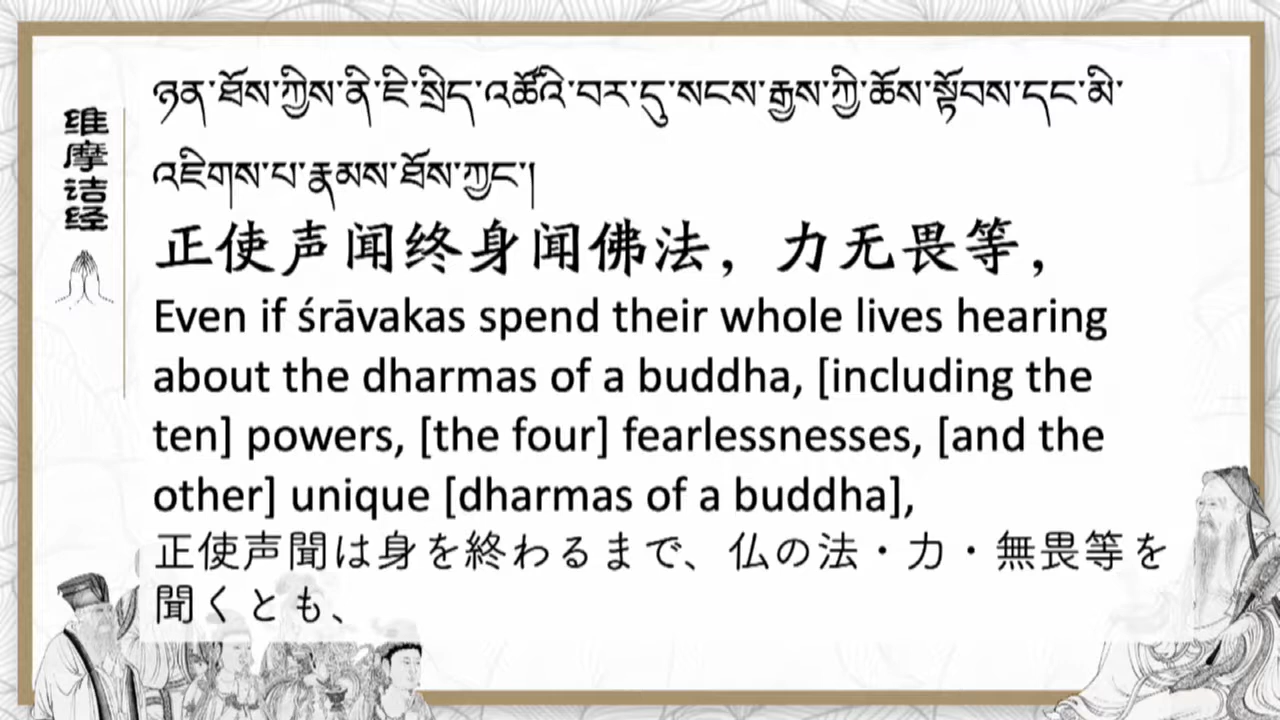 维摩诘经
ཉན་ཐོས་ཀྱིས་ནི་ཇི་སྲིད་འཚོའི་བར་དུ་སངས་རྒྱས་ཀྱི་ཆོས་སྟོབས་དང་མི་
འཇིགས་པ་རྣམས་ཐོས་ཀྱང་།
正使声闻终身闻佛法，力无畏等，
Even if śrāvakas spend their whole lives hearing
about the dharmas of a buddha, [including the
ten] powers, [the four] fearlessnesses, [and the
other] unique [dharmas of a buddha],
正使声聞は身を終わるまで、仏の法・力・無畏等を
聞くとも、